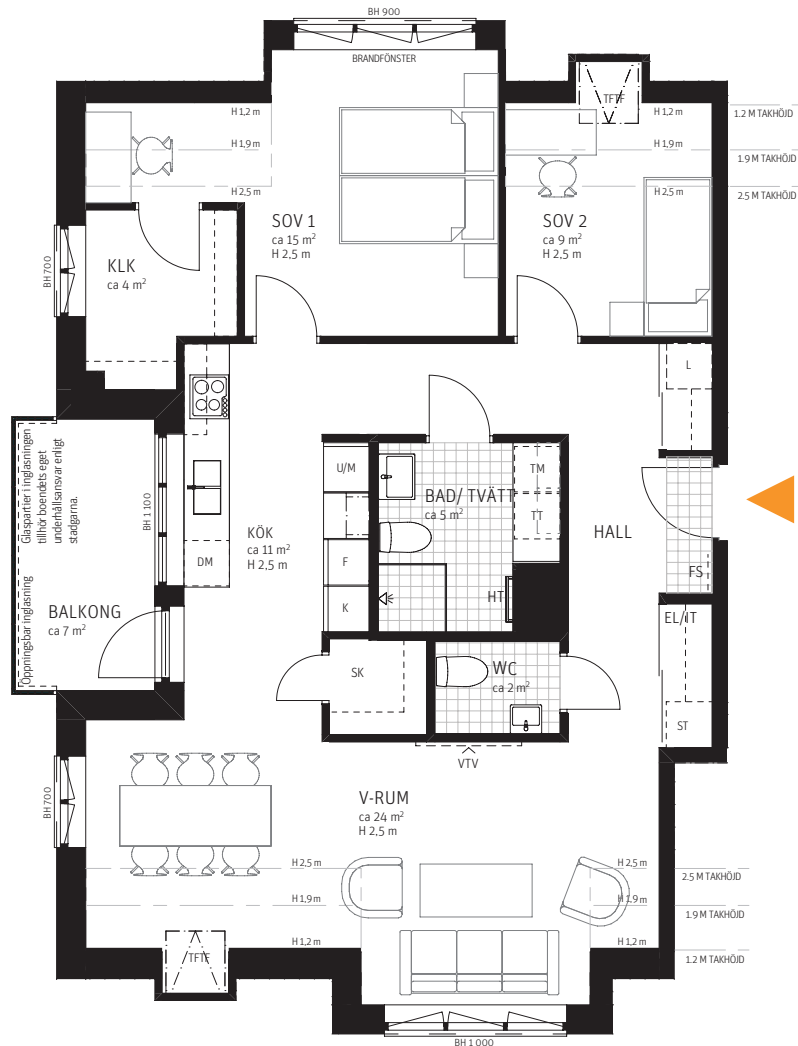 BH 900
BRANDFÖNSTER
TFTF
H 1,2 m
H 1,2 m
1.2 M TAKHÖJD
H 1,9 m
H 1,9 m
1.9 M TAKHÖJD
H 2,5 m
H 2,5 m
2.5 M TAKHÖJD
SOV 1
ca 15 m²
H 2,5 m
SOV 2
ca 9 m²
H 2,5 m
KLK
ca 4 m²
BH 700
L
U/M
TM
BAD/ TVÄTT
ca 5 m²
TT
Glaspartier i inglasningen
tillhör boendets eget
underhållsansvar enligt
stadgarna.
BH 1 100
KÖK
ca 11 m²
H 2,5 m
HALL
DM
F
K
FS
HT
Öppningsbar inglasning
BALKONG
ca 7 m²
EL/IT
SK
WC
ca 2 m²
ST
VTV
BH 700
V-RUM
ca 24 m²
H 2,5 m
H 2,5 m
H 2,5 m
2.5 M TAKHÖJD
H 1,9 m
H 1,9 m
1.9 M TAKHÖJD
H 1,2 m
H 1,2 m
1.2 M TAKHÖJD
TFTF
BH 1 000